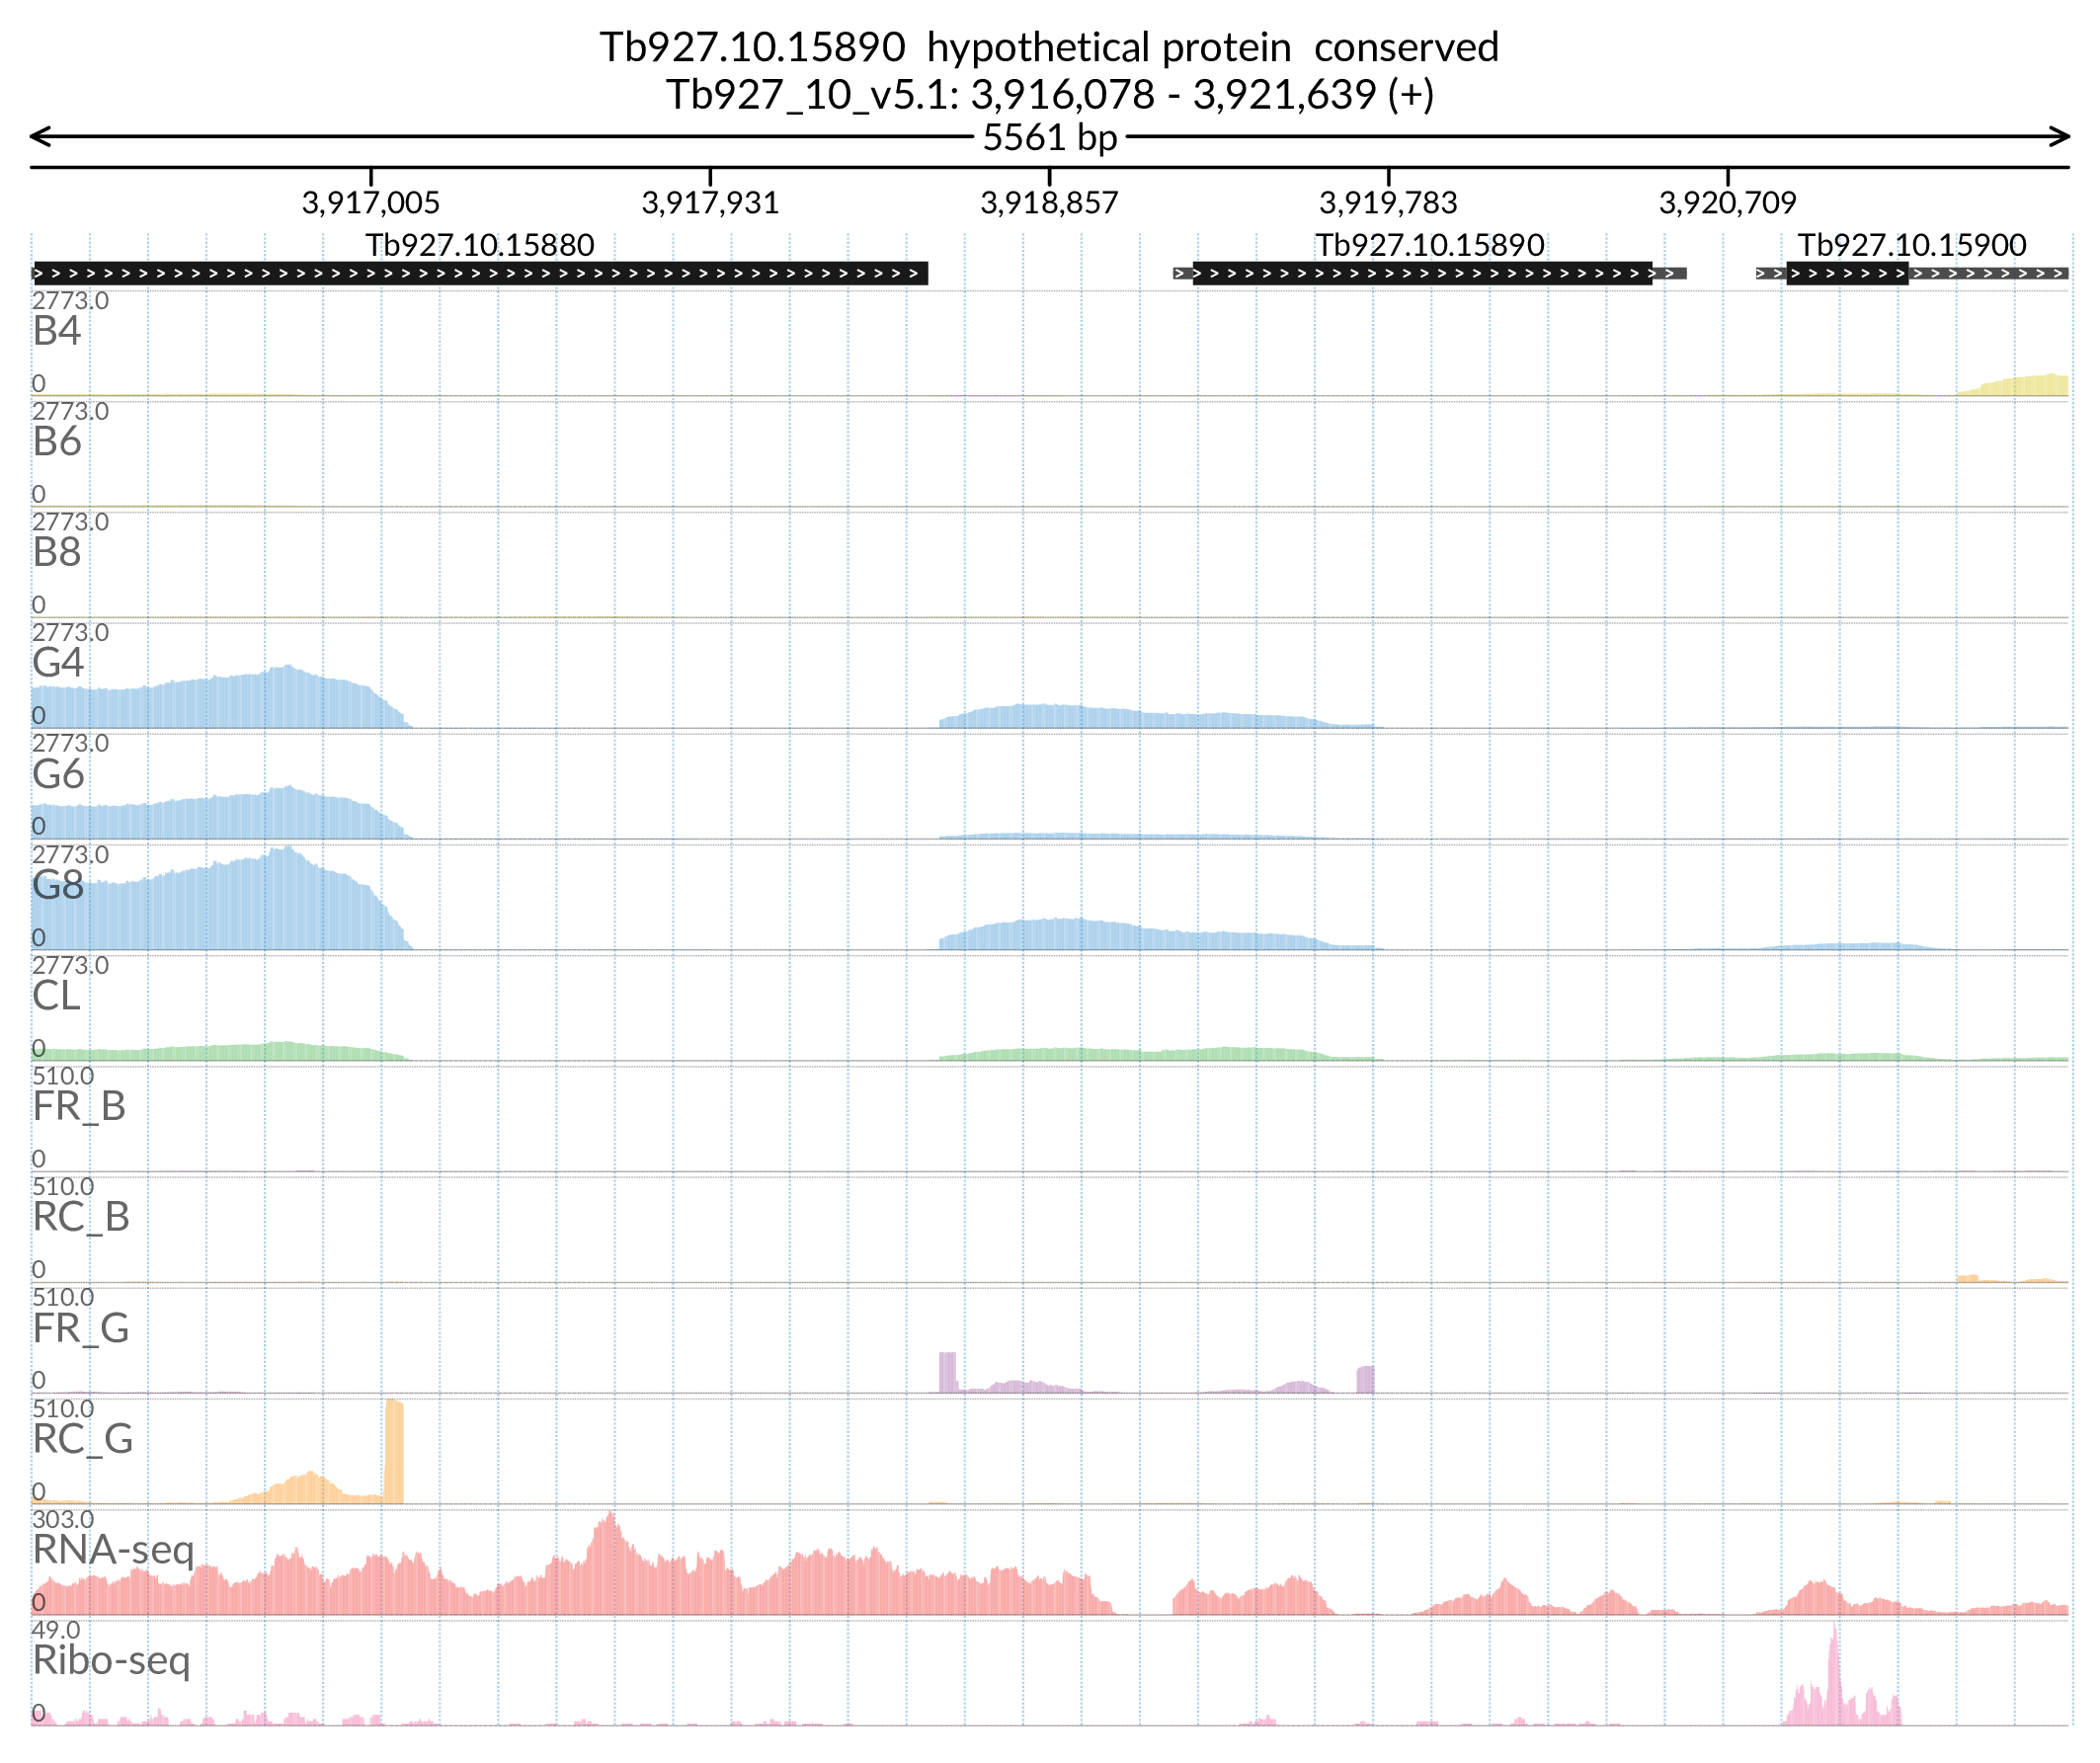 Tb927.10.15890 hypothetical protein conserved
Tb927_10_v5.1: 3,916,078 - 3,921,639 (+)
5561 bp
3,917,005 3,917,931 3,918,857 3,919,783 3,920,709
Tb927.10.15880 Tb927.10.15890 Tb927.10.15900
2773.0
B4
0
2773.0
B6
0
2773.0
B8
0
2773.0
G4
0
2773.0
G6
0
2773.0
G8
0
2773.0
CL
0
510.0
FR_B
0
510.0
RC_B
0
510.0
FR_G
0
510.0
RC_G
0
303.0
RNA-seq
0
49.0
Ribo-seq
0